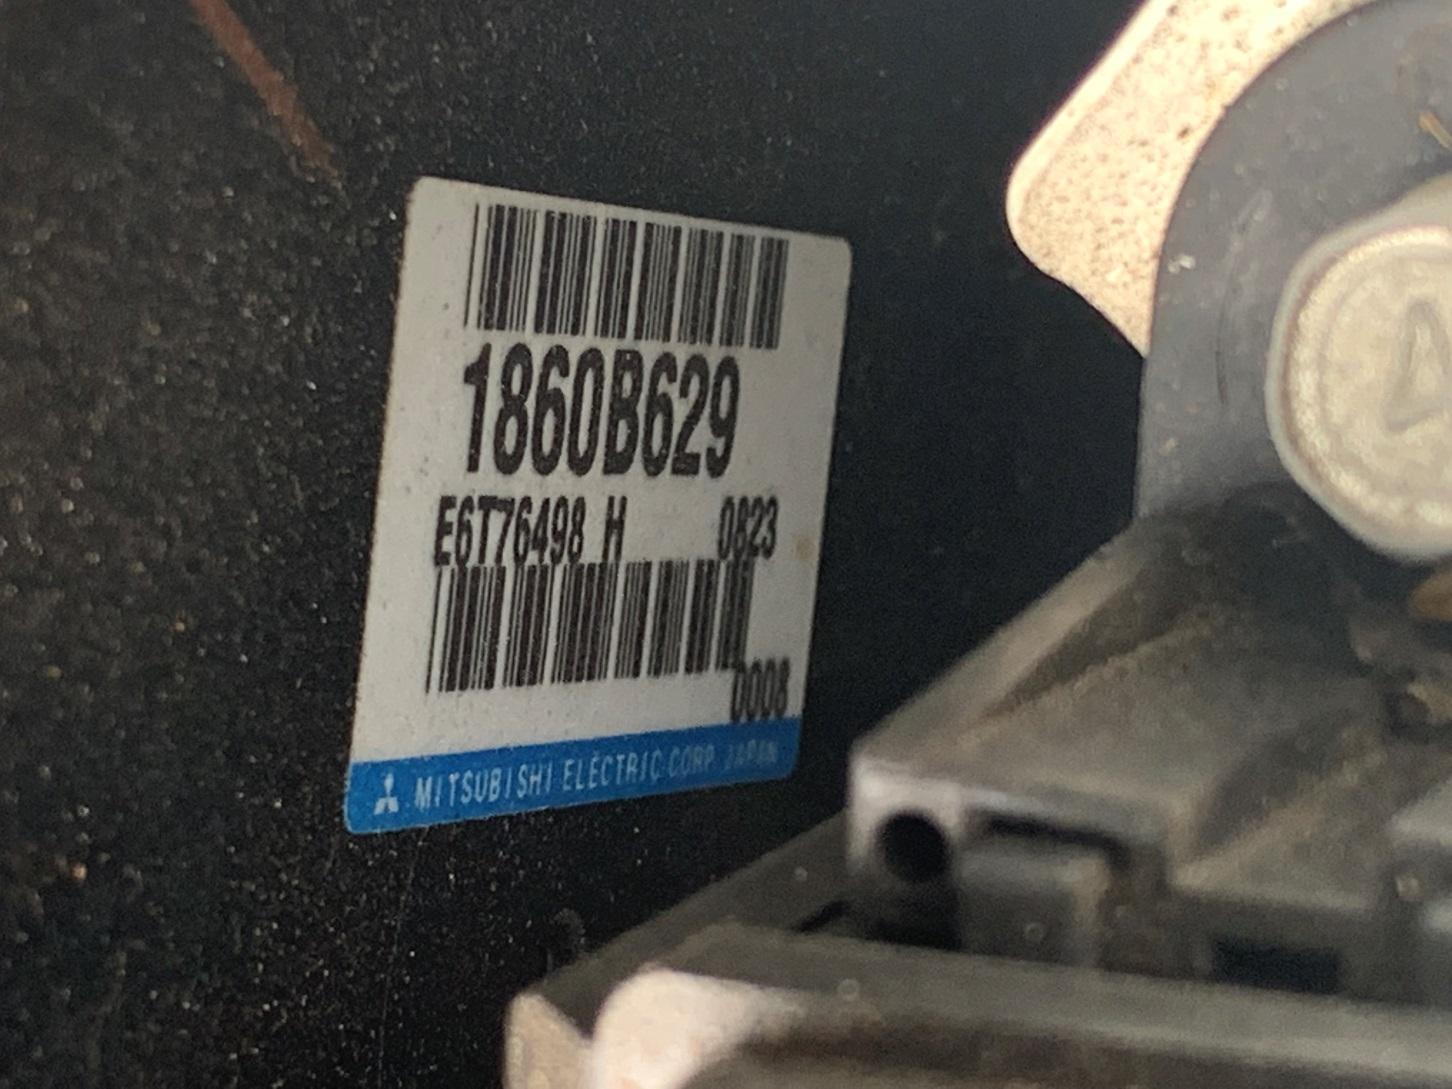 1860B629
E6T76498 H 0823
0008
MITSUBISHI ELECTRIC CORP. JAPAN